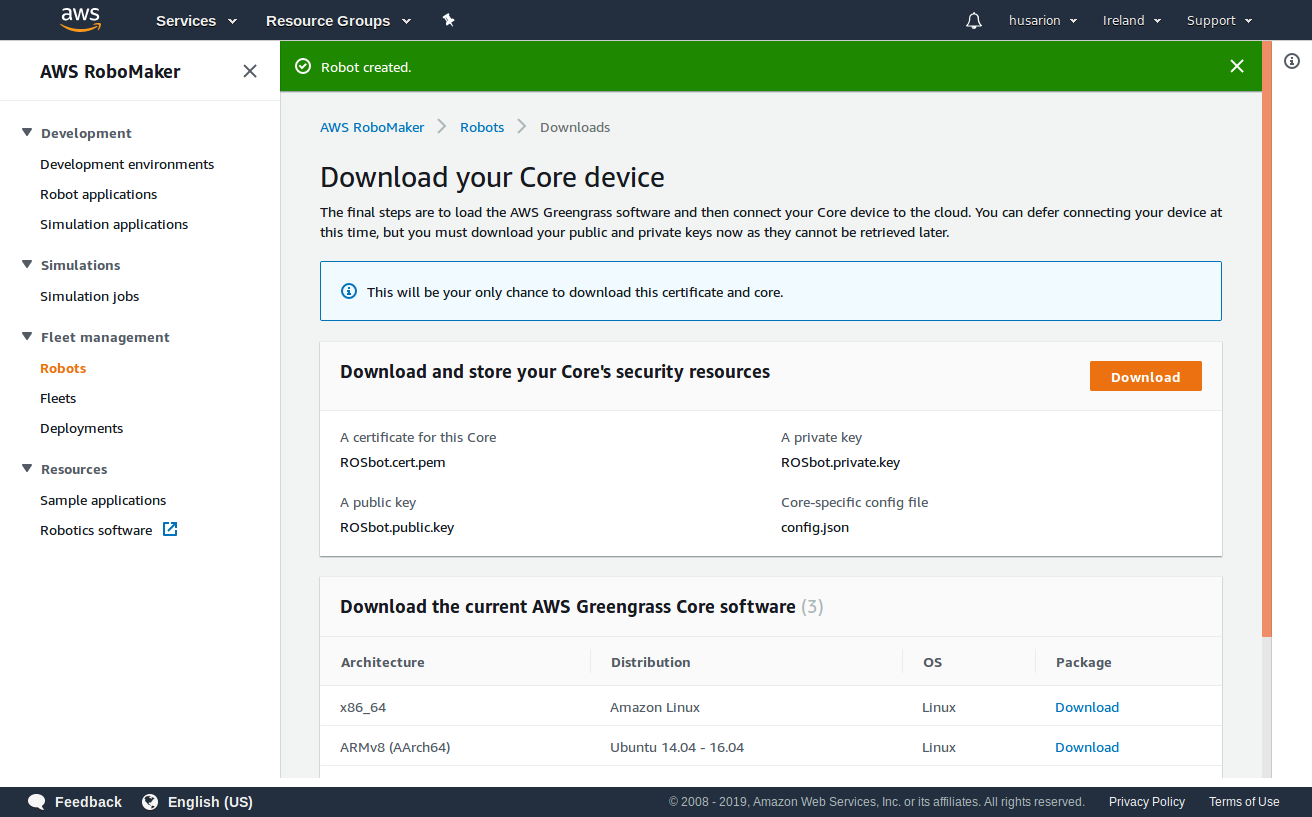 aws Services Resource Groups husarion Ireland Support
AWS RoboMaker
Development
Development environments
Robot applications
Simulation applications
Simulations
Simulation jobs
Fleet management
Robots
Fleets
Deployments
Resources
Sample applications
Robotics software
Robot created.
AWS RoboMaker Robots Downloads
Download your Core device
The final steps are to load the AWS Greengrass software and then connect your Core device to the cloud. You can defer connecting your device at
this time, but you must download your public and private keys now as they cannot be retrieved later.
This will be your only chance to download this certificate and core.
Download and store your Core's security resources Download
A certificate for this Core A private key
ROSbot.cert.pem ROSbot.private.key
A public key Core-specific config file
ROSbot.public.key config.json
Download the current AWS Greengrass Core software (3)
Architecture Distribution OS Package
x86_64 Amazon Linux Linux Download
ARMv8 (AArch64) Ubuntu 14.04 - 16.04 Linux Download
Feedback English (US) © 2008 - 2019, Amazon Web Services, Inc. or its affiliates. All rights reserved. Privacy Policy Terms of Use